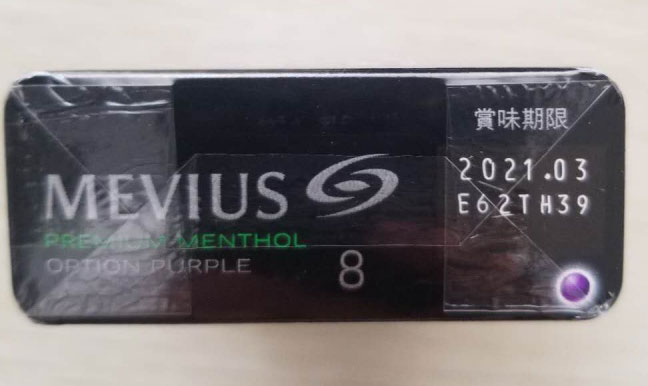 賞味期限
2021.03
E62TH39
MEVIUS
PREMIUM MENTHOL
OPTION PURPLE
8